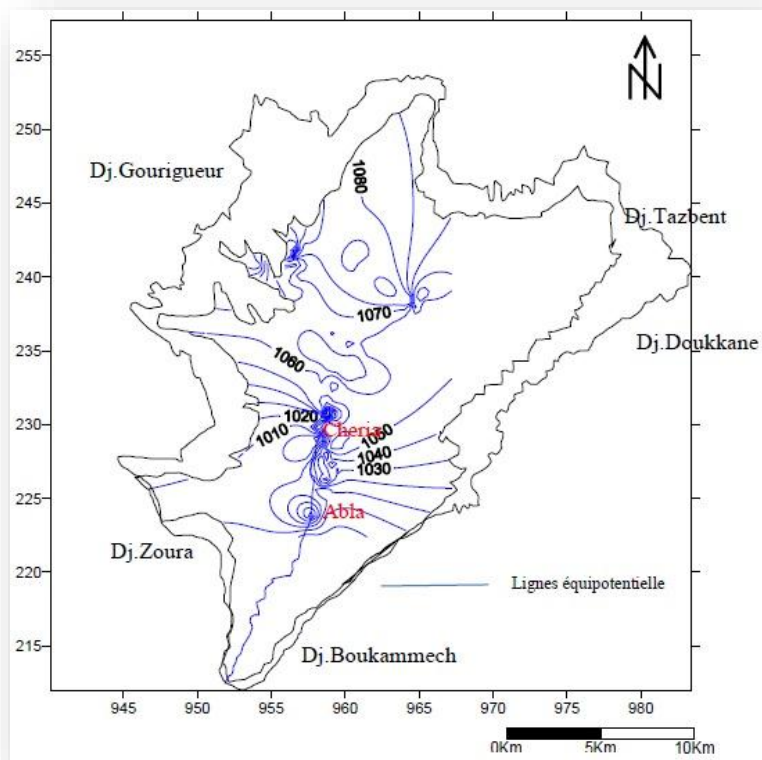 255
250
245
240
235
230
225
220
215
N
Dj.Gourigueur
1080
Dj.Tazbent
1070
Dj.Doukkane
1060
1020
Cheria
1010
1050
1040
1030
Abla
Dj.Zoura
Lignes équipotentielle
Dj.Boukammech
945
950
955
960
965
970
975
980
0Km
5Km
10Km